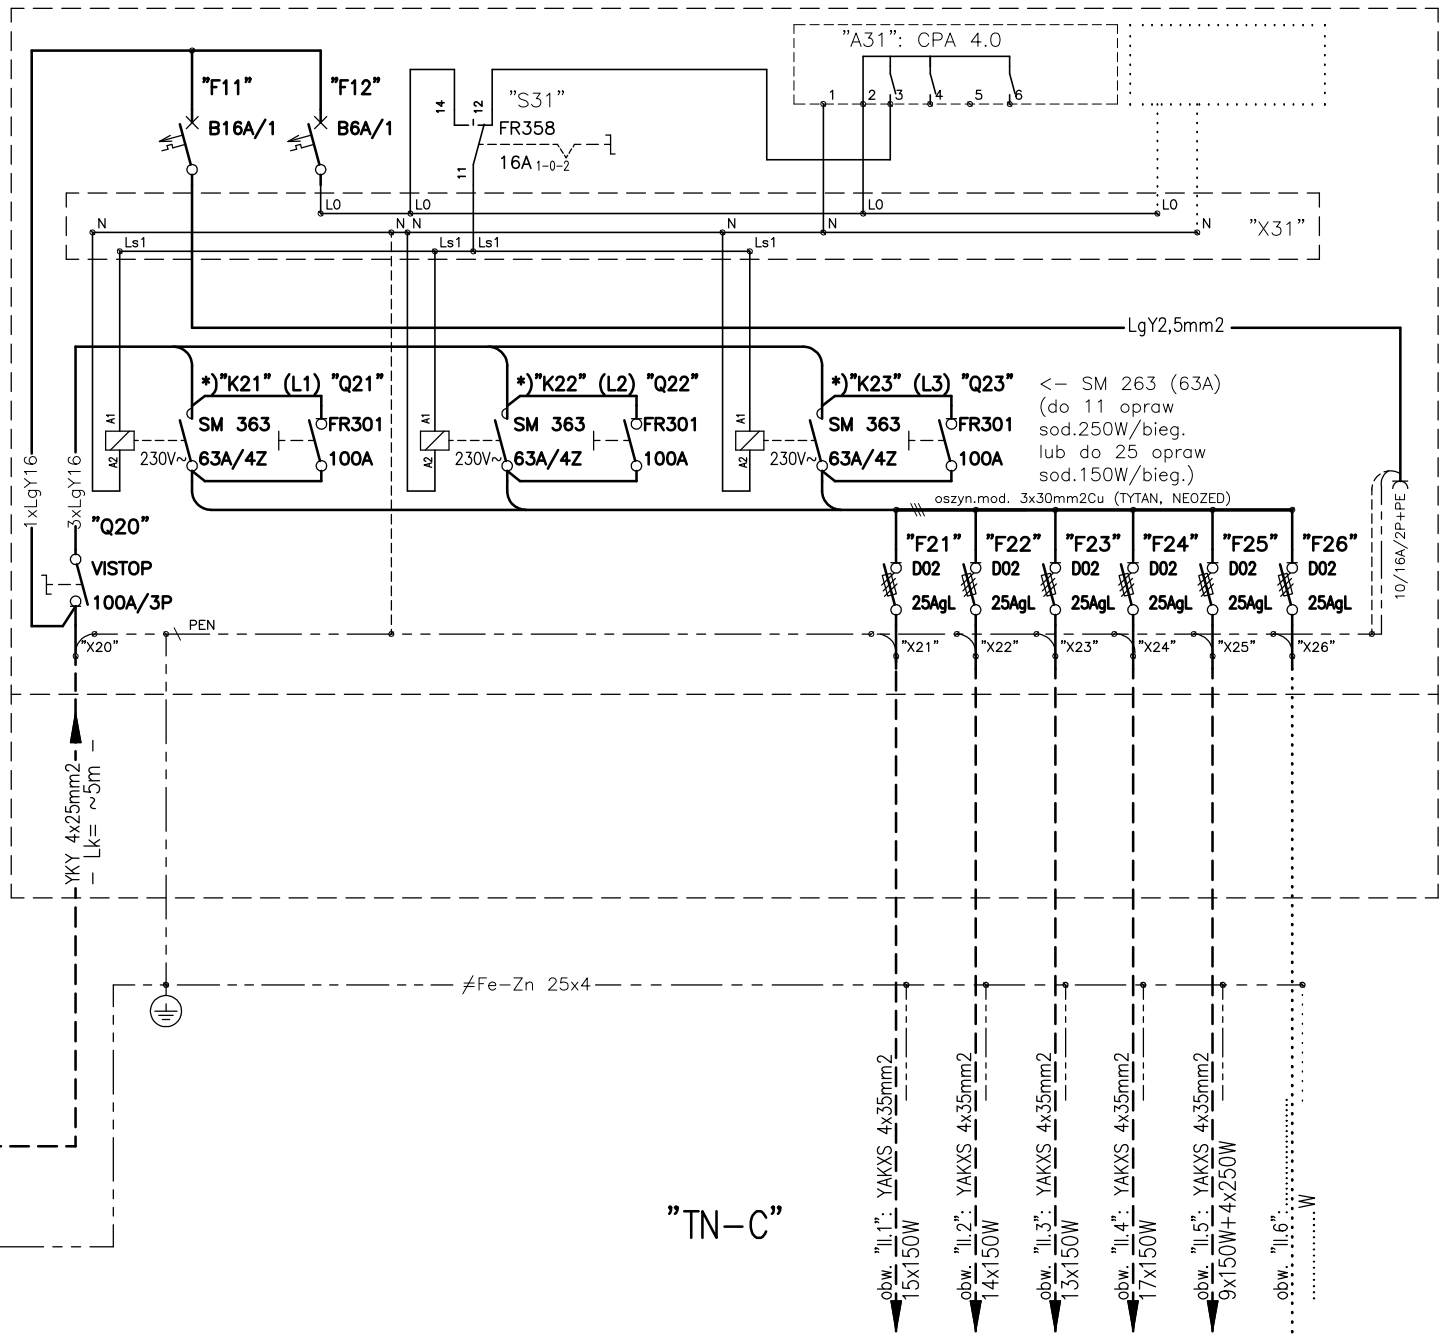 "A31": CPA 4.0
1 2 3 4 5 6
"F11"
B16A/1
"F12"
B6A/1
14
12
11
"S31"
FR358
16A 1-0-2
L0
L0
L0
L0
N
N N
N
N
N
"X31"
Ls1
Ls1
Ls1
Ls1
LgY2,5mm2
*)"K21" (L1) "Q21"
SM 363
63A/4Z
FR301
100A
A1
A2
230V~
*)"K22" (L2) "Q22"
SM 363
63A/4Z
FR301
100A
A1
A2
230V~
*)"K23" (L3) "Q23"
SM 363
63A/4Z
FR301
100A
A1
A2
230V~
<- SM 263 (63A)
(do 11 opraw
sod.250W/bieg.
lub do 25 opraw
sod.150W/bieg.)
oszyn.mod. 3x30mm2Cu (TYTAN, NEOZED)
1xLgY16
3xLgY16
"Q20"
VISTOP
100A/3P
"X20"
PEN
"F21"
D02
25AgL
"F22"
D02
25AgL
"F23"
D02
25AgL
"F24"
D02
25AgL
"F25"
D02
25AgL
"F26"
D02
25AgL
10/16A/2P+PE
"X21"
"X22"
"X23"
"X24"
"X25"
"X26"
YKY 4x25mm2
- Lk= ~5m -
≠Fe-Zn 25x4
"TN-C"
obw. "II.1": YAKXS 4x35mm2
15x150W
obw. "II.2": YAKXS 4x35mm2
14x150W
obw. "II.3": YAKXS 4x35mm2
13x150W
obw. "II.4": YAKXS 4x35mm2
17x150W
obw. "II.5": YAKXS 4x35mm2
9x150W+4x250W
obw. "II.6": ....................
.................... W